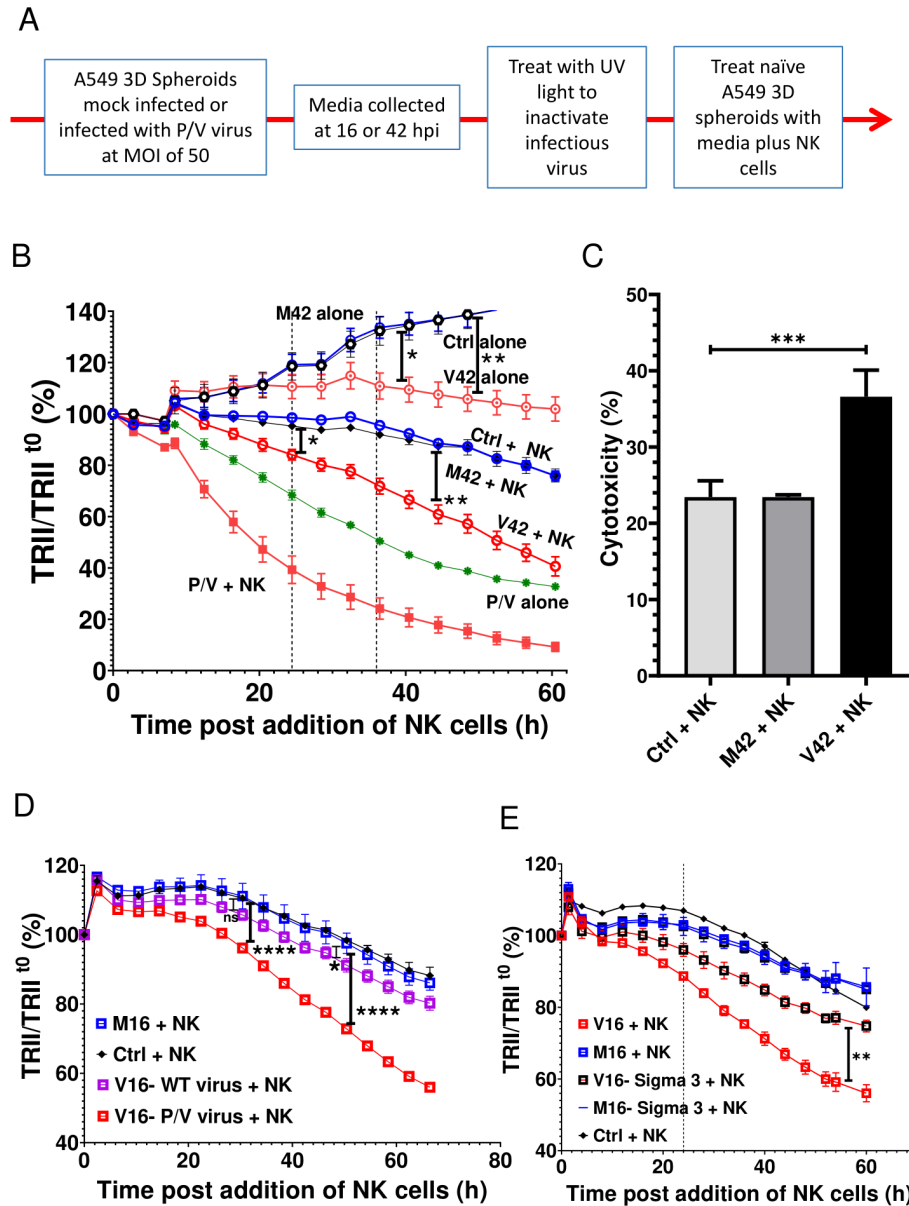 A
A549 3D Spheroids
mock infected or
infected with P/V virus
at MOI of 50
Media collected
at 16 or 42 hpi
Treat with UV
light to
inactivate
infectious
virus
Treat naïve
A549 3D
spheroids with
media plus NK
cells
B
TRII/TRII t0 (%)
140
120
100
80
60
40
20
0
M42 alone
*
Ctrl alone
**
V42 alone
*
Ctrl + NK
M42 + NK
**
V42 + NK
P/V + NK
P/V alone
0 20 40 60
Time post addition of NK cells (h)
C
Cytotoxicity (%)
50
40
30
20
10
0
***
Ctrl + NK
M42 + NK
V42 + NK
D
TRII/TRII t0 (%)
120
100
80
60
40
ns
****
*
****
M16 + NK
Ctrl + NK
V16- WT virus + NK
V16- P/V virus + NK
0 20 40 60 80
Time post addition of NK cells (h)
E
TRII/TRII t0 (%)
120
100
80
60
40
**
V16 + NK
M16 + NK
V16- Sigma 3 + NK
M16- Sigma 3 + NK
Ctrl + NK
0 20 40 60
Time post addition of NK cells (h)